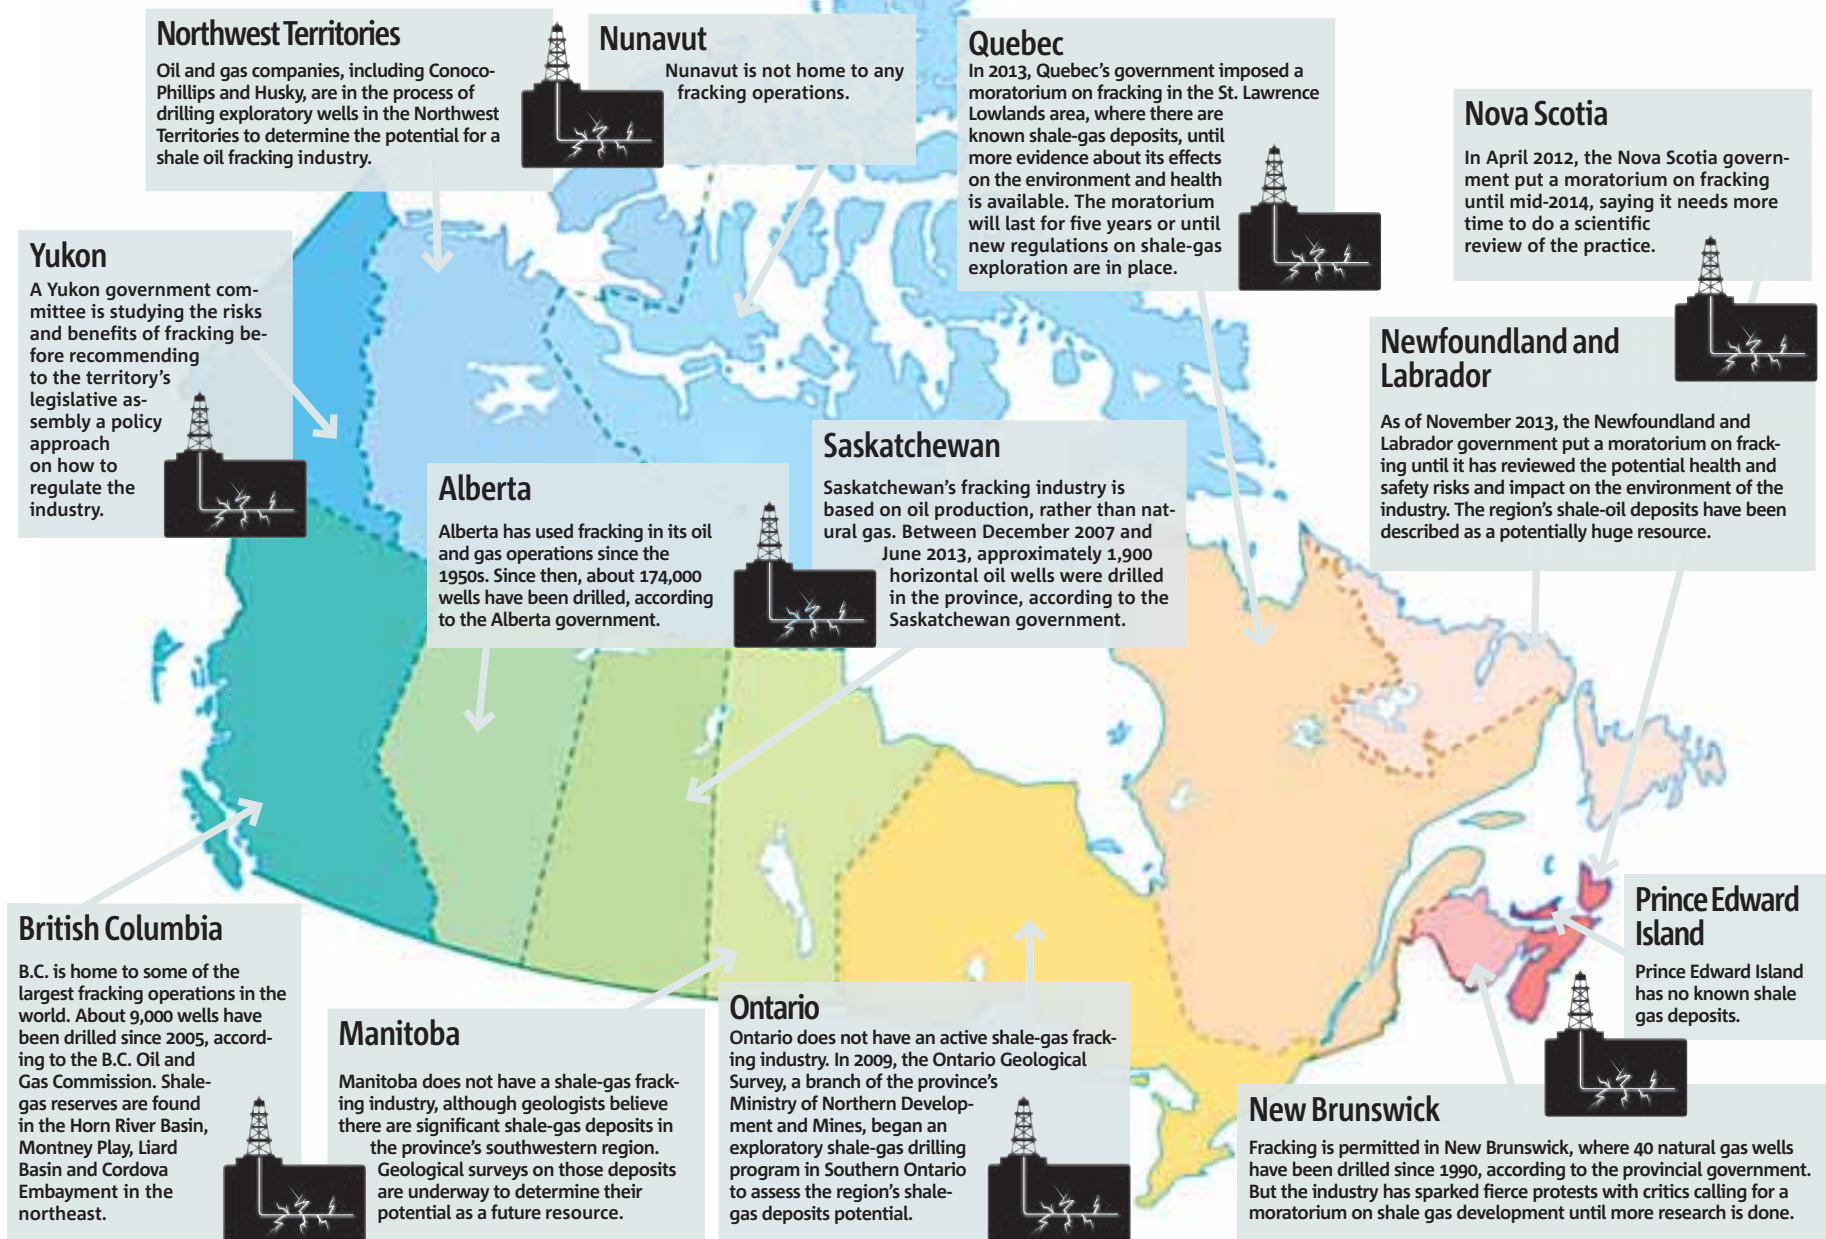 Northwest Territories
Oil and gas companies, including Conoco-
Phillips and Husky, are in the process of
drilling exploratory wells in the Northwest
Territories to determine the potential for a
shale oil fracking industry.
Nunavut
Nunavut is not home to any
fracking operations.
Quebec
In 2013, Quebec's government imposed a
moratorium on fracking in the St. Lawrence
Lowlands area, where there are
known shale-gas deposits, until
more evidence about its effects
on the environment and health
is available. The moratorium
will last for five years or until
new regulations on shale-gas
exploration are in place.
Nova Scotia
In April 2012, the Nova Scotia govern-
ment put a moratorium on fracking
until mid-2014, saying it needs more
time to do a scientific
review of the practice.
Yukon
A Yukon government com-
mittee is studying the risks
and benefits of fracking be-
fore recommending
to the territory's
legislative as-
sembly a policy
approach
on how to
regulate the
industry.
Newfoundland and
Labrador
As of November 2013, the Newfoundland and
Labrador government put a moratorium on frack-
ing until it has reviewed the potential health and
safety risks and impact on the environment of the
industry. The region's shale-oil deposits have been
described as a potentially huge resource.
Alberta
Alberta has used fracking in its oil
and gas operations since the
1950s. Since then, about 174,000
wells have been drilled, according
to the Alberta government.
Saskatchewan
Saskatchewan's fracking industry is
based on oil production, rather than nat-
ural gas. Between December 2007 and
June 2013, approximately 1,900
horizontal oil wells were drilled
in the province, according to the
Saskatchewan government.
British Columbia
B.C. is home to some of the
largest fracking operations in the
world. About 9,000 wells have
been drilled since 2005, accord-
ing to the B.C. Oil and
Gas Commission. Shale-
gas reserves are found
in the Horn River Basin,
Montney Play, Liard
Basin and Cordova
Embayment in the
northeast.
Manitoba
Manitoba does not have a shale-gas frack-
ing industry, although geologists believe
there are significant shale-gas deposits in
the province's southwestern region.
Geological surveys on those deposits
are underway to determine their
potential as a future resource.
Ontario
Ontario does not have an active shale-gas frack-
ing industry. In 2009, the Ontario Geological
Survey, a branch of the province's
Ministry of Northern Develop-
ment and Mines, began an
exploratory shale-gas drilling
program in Southern Ontario
to assess the region's shale-
gas deposits potential.
Prince Edward
Island
Prince Edward Island
has no known shale
gas deposits.
New Brunswick
Fracking is permitted in New Brunswick, where 40 natural gas wells
have been drilled since 1990, according to the provincial government.
But the industry has sparked fierce protests with critics calling for a
moratorium on shale gas development until more research is done.